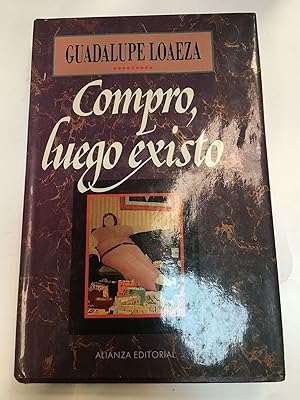 GUADALUPE LOAEZA
Compro,
luego existo
ALIANZA EDITORIAL